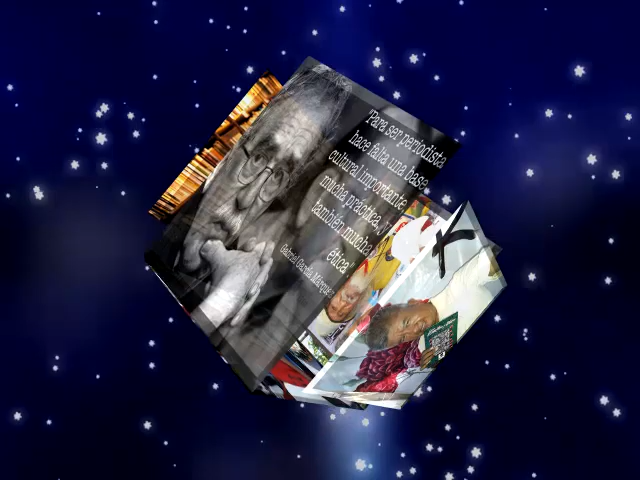 "Para ser periodista
hace falta una base
cultural importante
mucha práctica, y
también mucha
ética."
Gabriel García Márquez
K